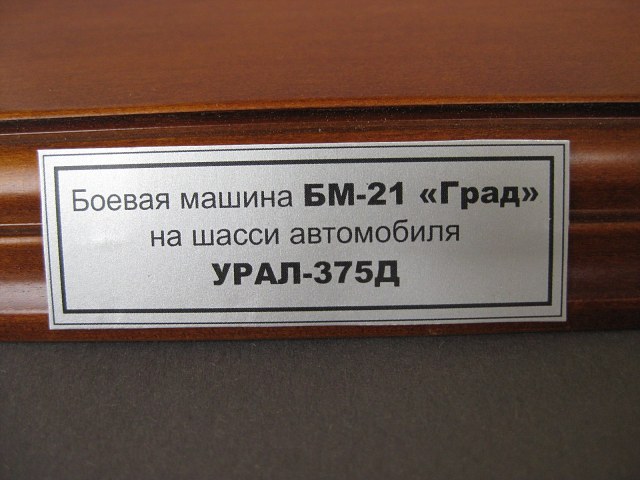 Боевая машина БМ-21 «Град»
на шасси автомобиля
УРАЛ-375Д